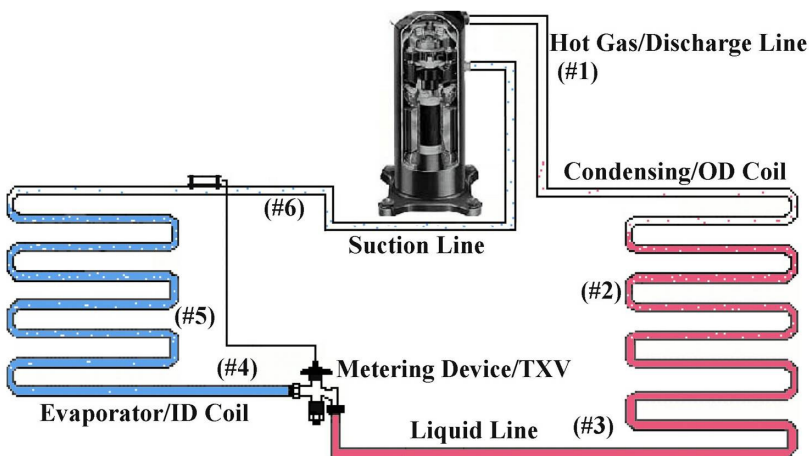 Hot Gas/Discharge Line
(#1)
Condensing/OD Coil
(#6)
Suction Line
(#2)
(#5)
(#4)
Metering Device/TXV
Evaporator/ID Coil
Liquid Line
(#3)